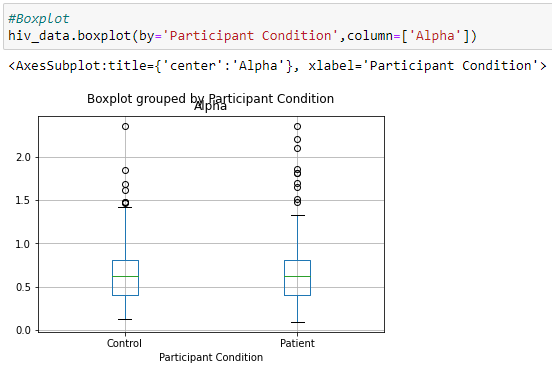 #Boxplot
hiv_data.boxplot(by='Participant Condition',column=['Alpha'])
<AxesSubplot:title={'center':'Alpha'}, xlabel='Participant Condition'>
Boxplot grouped by Participant Condition
Alpha
2.0
1.5
1.0
0.5
0.0
Control Patient
Participant Condition